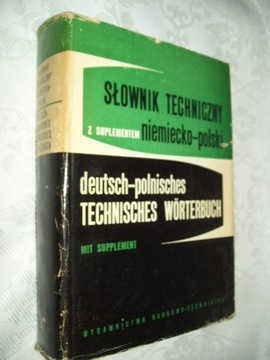 SŁOWNIK TECHNICZNY
Z SUPLEMENTEM niemiecko-polski
deutsch-polnisches
TECHNISCHES WÖRTERBUCH
MIT SUPPLEMENT
WYDAWNICTWA NAUKOWO-TECHNICZNE